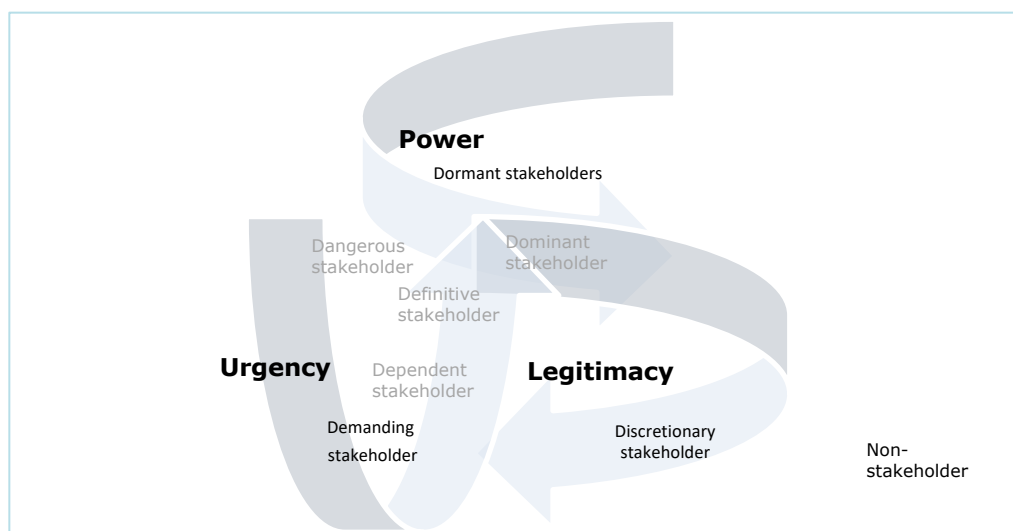 Power
Dormant stakeholders
Dangerous
stakeholder
Dominant
stakeholder
Definitive
stakeholder
Urgency
Dependent
stakeholder
Legitimacy
Demanding
stakeholder
Discretionary
stakeholder
Non-
stakeholder